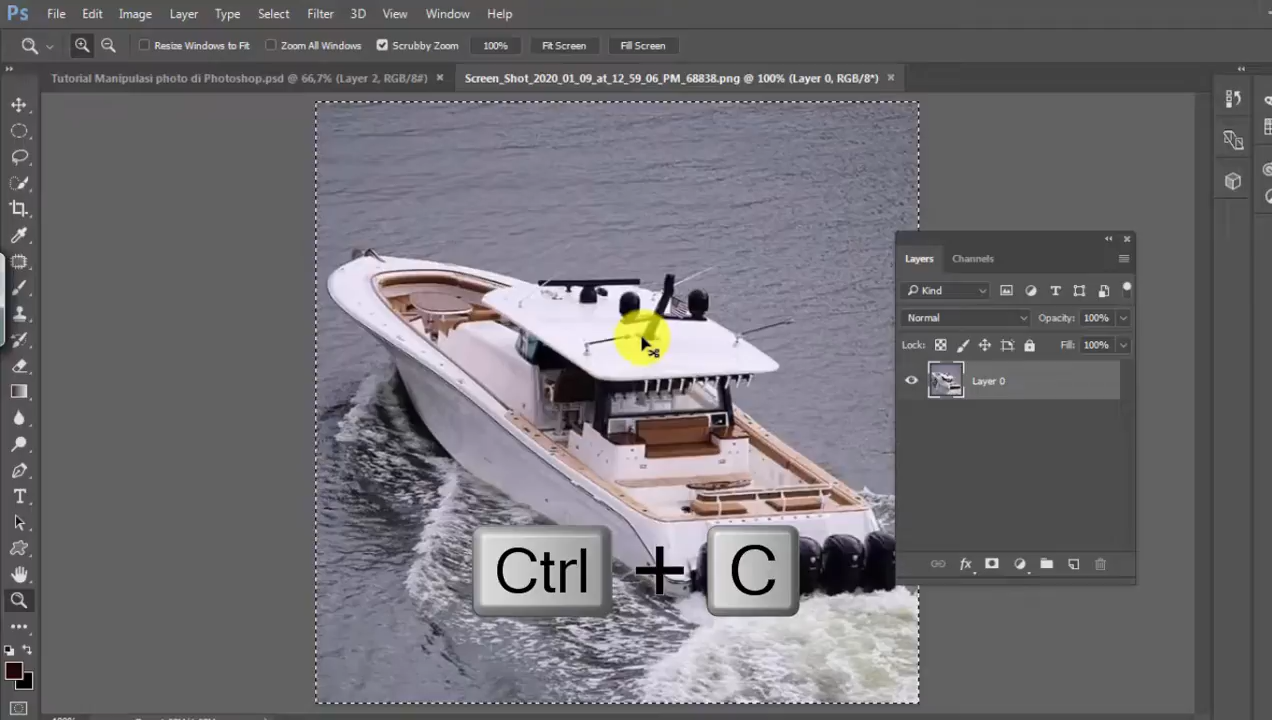 Ps File Edit Image Layer Type Select Filter 3D View Window Help
Resize Windows to Fit Zoom All Windows Scrubby Zoom 100% Fit Screen Fill Screen
Tutorial Manipulasi photo di Photoshop.psd @ 66,7% (Layer 2, RGB/8#) × Screen_Shot_2020_01_09_at_12_59_06_PM_68838.png @ 100% (Layer 0, RGB/8*) ×
Layers Channels
Kind
Normal Opacity: 100%
Lock: Fill: 100%
Layer 0
fx
Ctrl + C